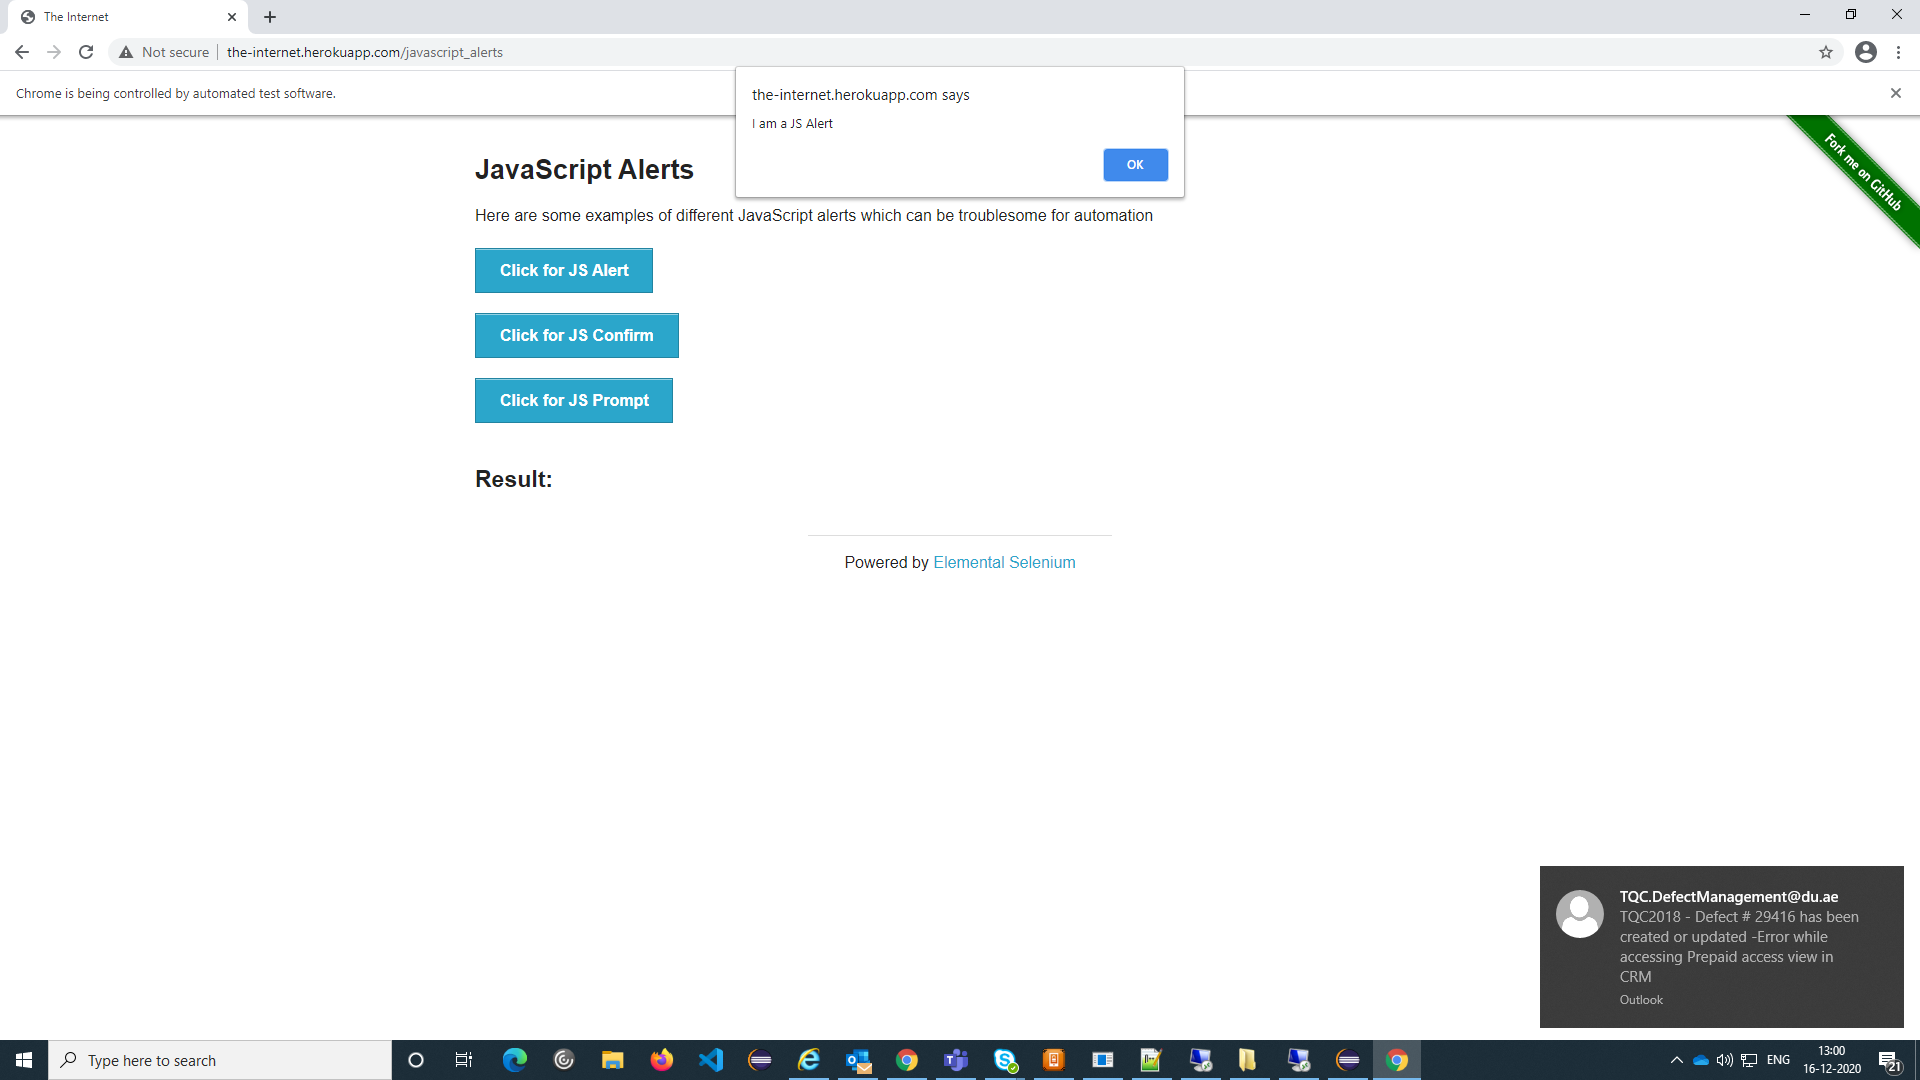 The Internet
Not secure
the-internet.herokuapp.com/javascript_alerts
Chrome is being controlled by automated test software.
the-internet.herokuapp.com says
I am a JS Alert
OK
Fork me on GitHub
JavaScript Alerts
Here are some examples of different JavaScript alerts which can be troublesome for automation
Click for JS Alert
Click for JS Confirm
Click for JS Prompt
Result:
Powered by Elemental Selenium
TQC.DefectManagement@du.ae
TQC2018 - Defect # 29416 has been
created or updated -Error while
accessing Prepaid access view in
CRM
Outlook
Type here to search
ENG
13:00
16-12-2020
21